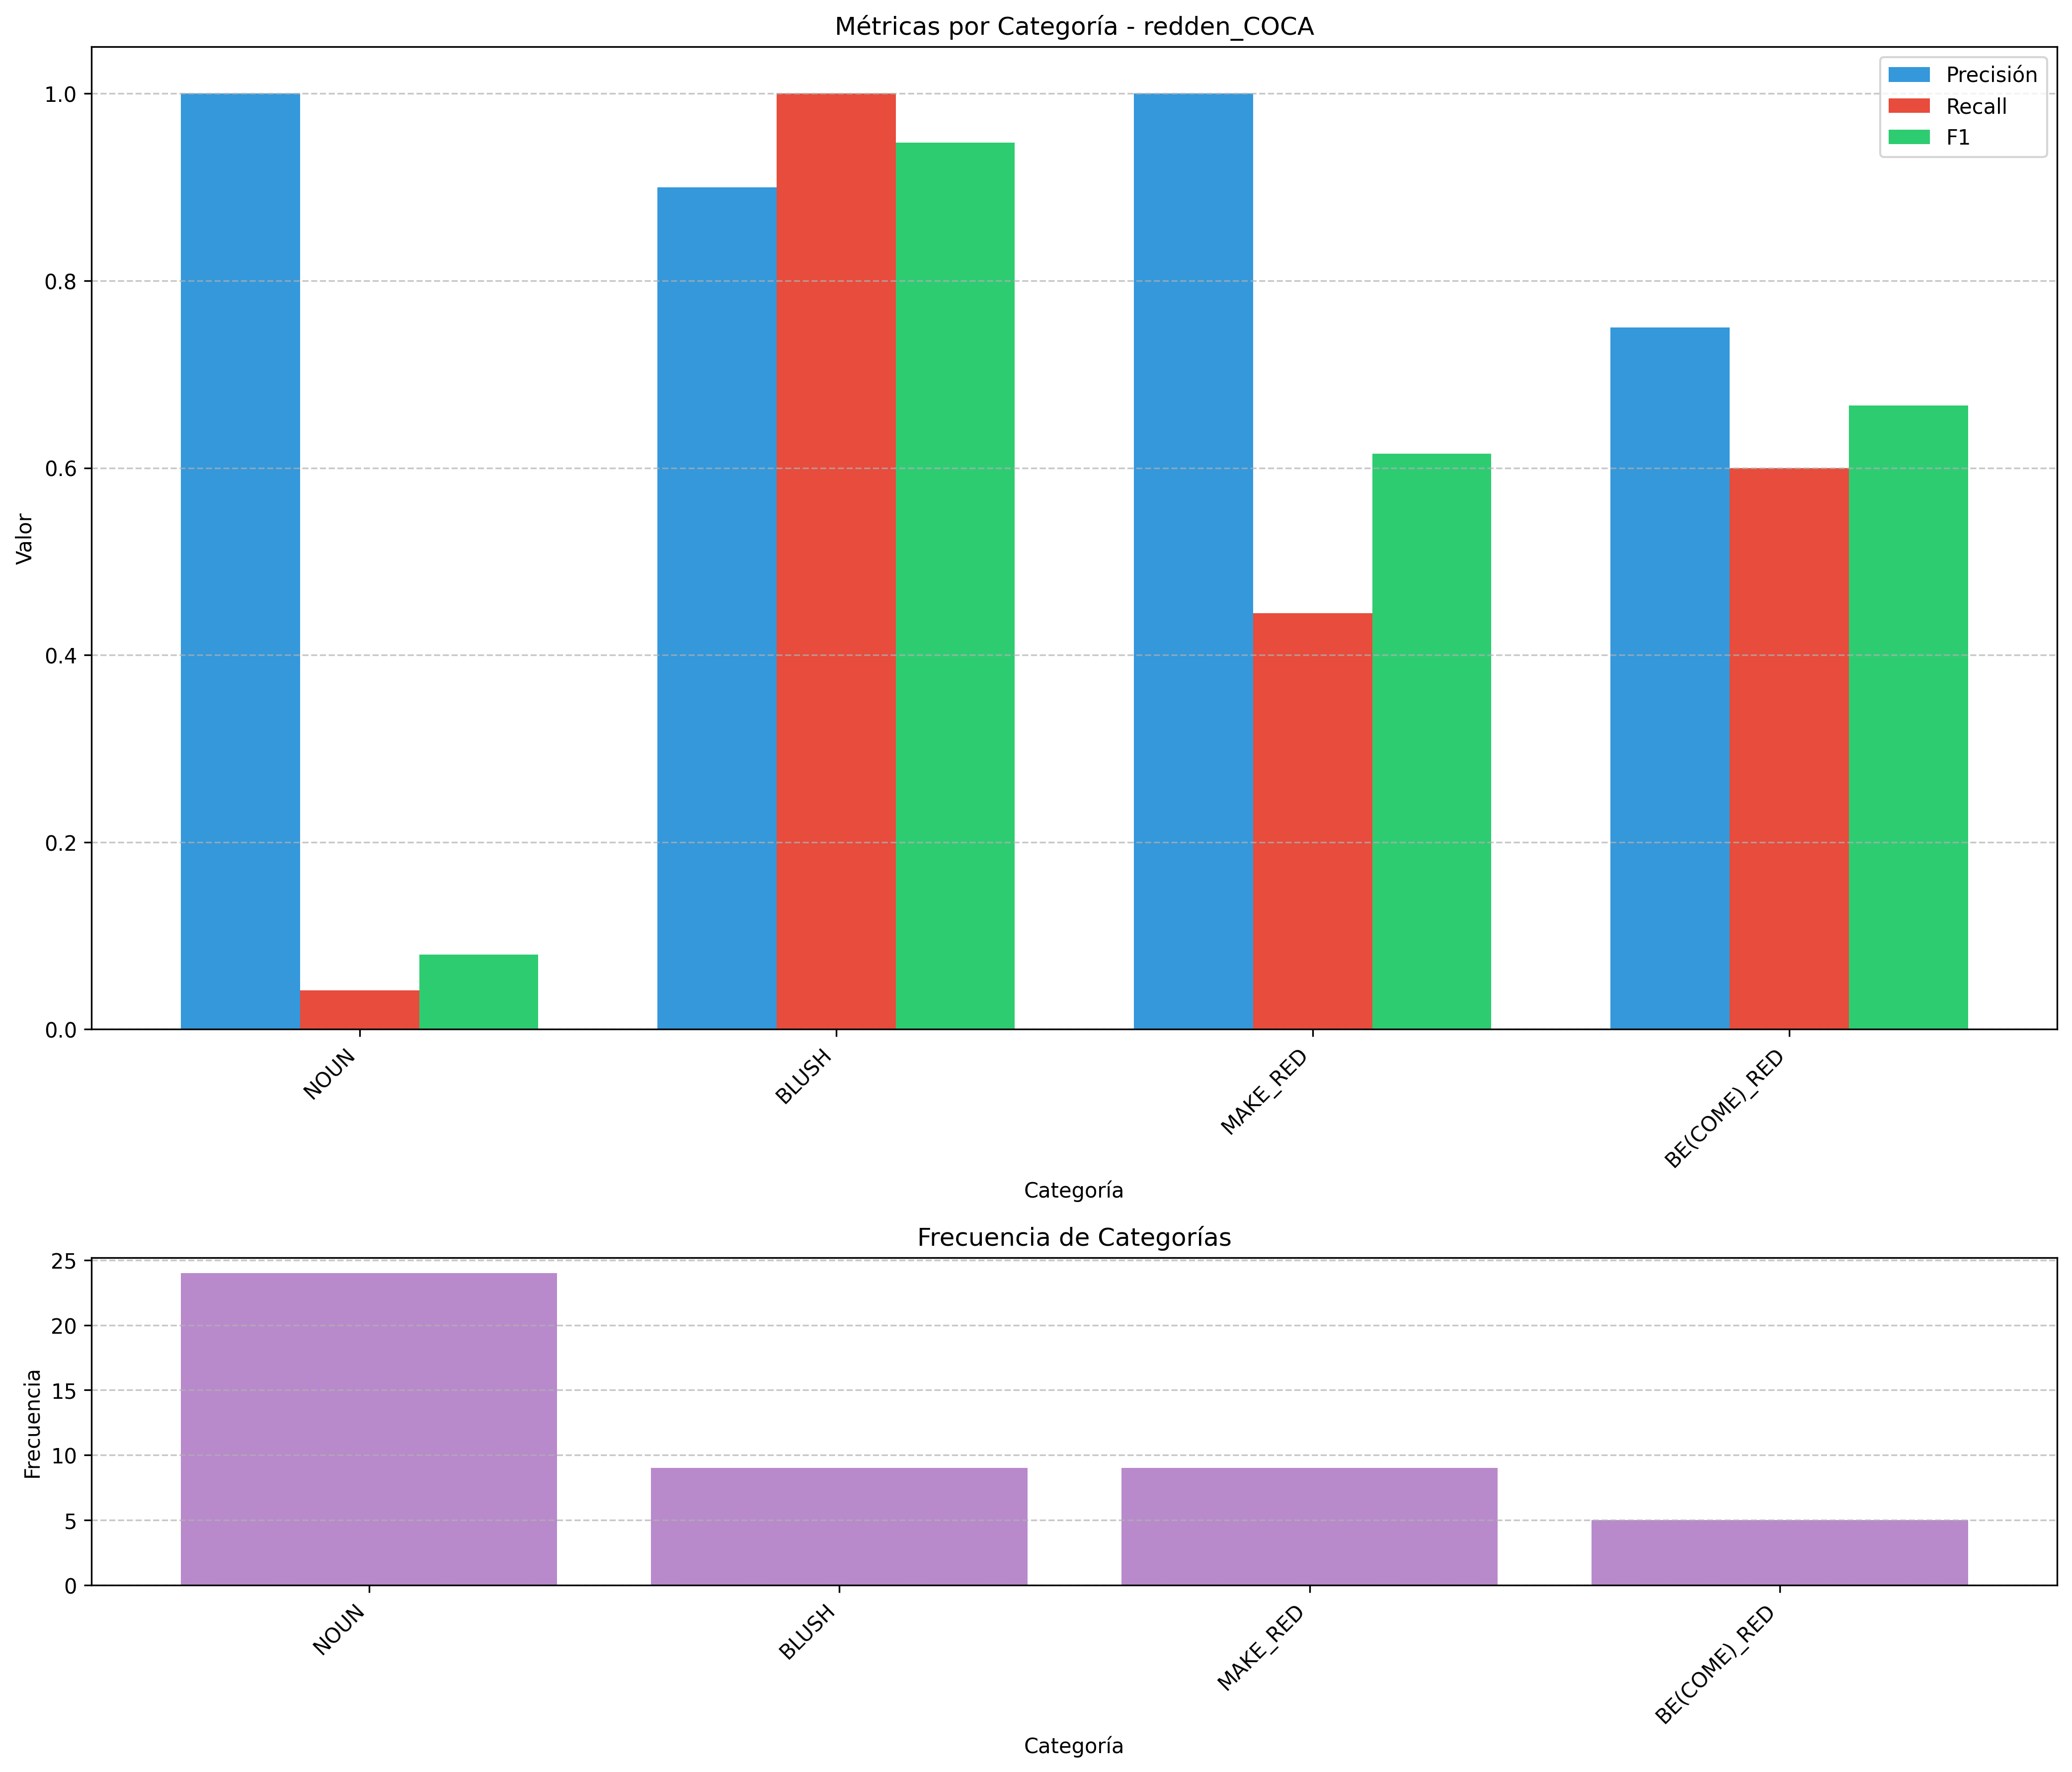 Métricas por Categoría - redden_COCA
Precisión
Recall
F1
Valor
1.0
0.8
0.6
0.4
0.2
0.0
NOUN
BLUSH
MAKE_RED
BE(COME)_RED
Categoría
Frecuencia de Categorías
Frecuencia
25
20
15
10
5
0
NOUN
BLUSH
MAKE_RED
BE(COME)_RED
Categoría